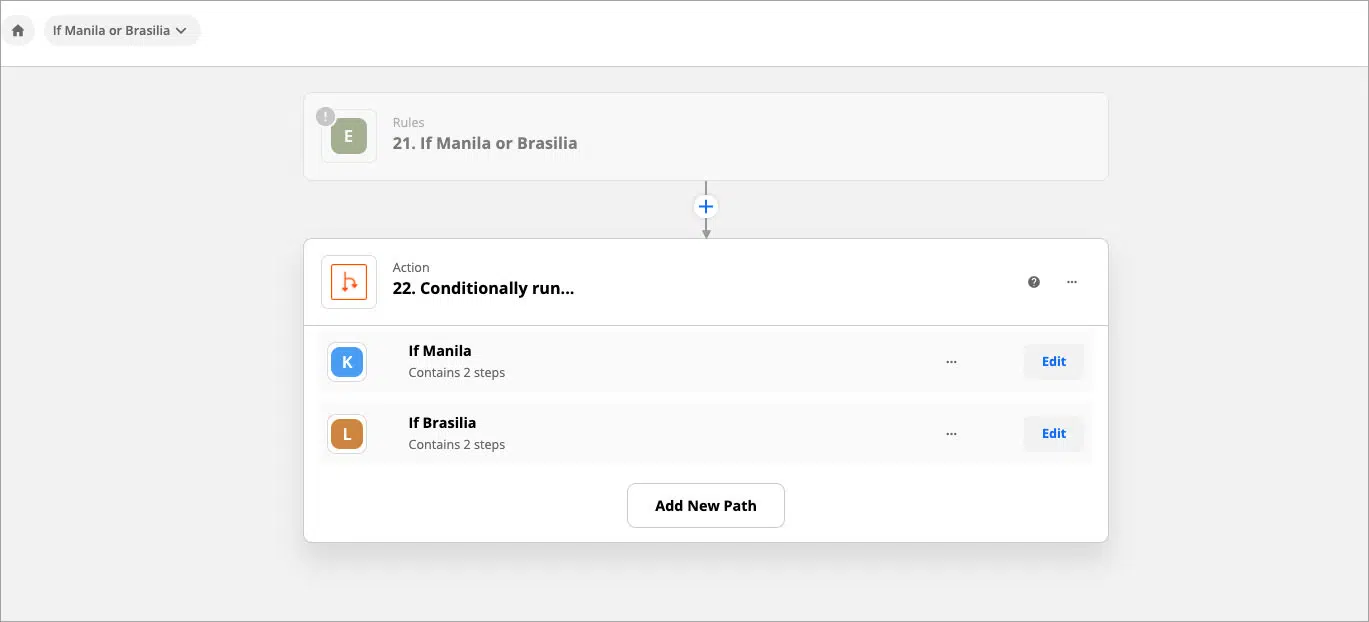 If Manila or Brasilia
!
E
Rules
21. If Manila or Brasilia
Action
22. Conditionally run...
?
K
If Manila
Contains 2 steps
Edit
L
If Brasilia
Contains 2 steps
Edit
Add New Path